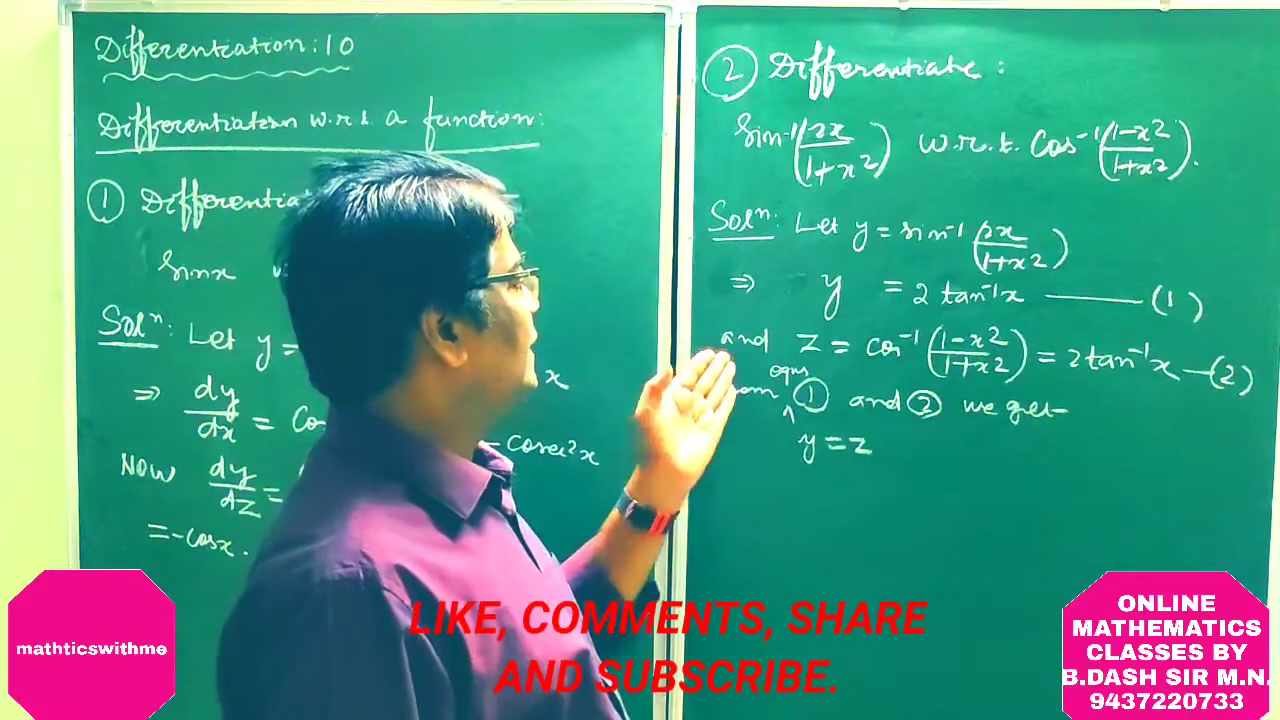 Differentiation: 10
Differentiation w.r.t. a function:
① Differentia
Sinx
Solⁿ: Let y =
x
⇒ dy/dx = Co
- cosec²x
Now dy/dz =
= -cosx.
② Differentiate:
Sin⁻¹(2x/1+x²) w.r.t. Cos⁻¹(1-x²/1+x²).
Solⁿ: Let y = sin⁻¹(2x/1+x²)
⇒ y = 2 tan⁻¹x ——— (1)
and z = cos⁻¹(1-x²/1+x²) = 2tan⁻¹x —(2)
eqns
om ^ ① and ② we get
y = z
LIKE, COMMENTS, SHARE
AND SUBSCRIBE.
mathticswithme
ONLINE
MATHEMATICS
CLASSES BY
B.DASH SIR M.N.
9437220733